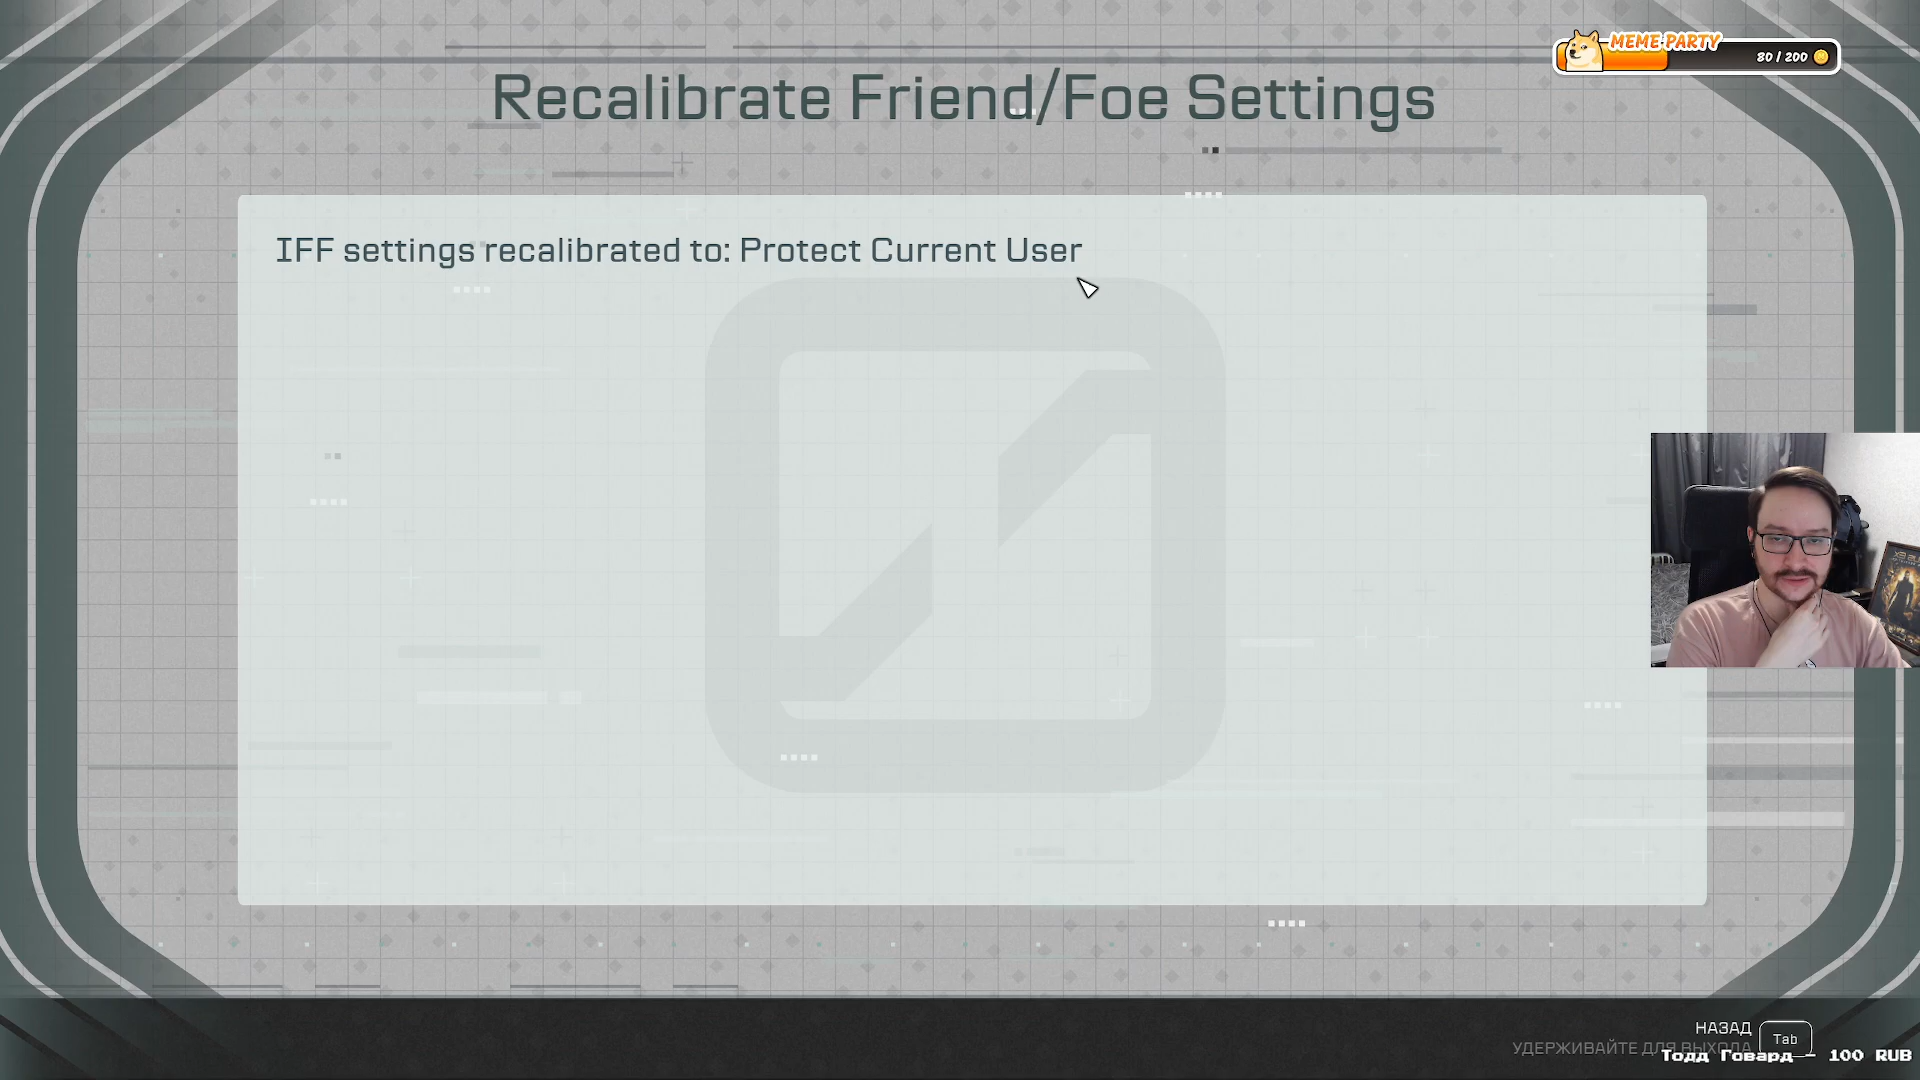 MEME PARTY
80 / 200
Recalibrate Friend/Foe Settings
IFF settings recalibrated to: Protect Current User
НАЗАД
УДЕРЖИВАЙТЕ ДЛЯ ВЫХОДА
Tab
Тодд Говард - 100 RUB